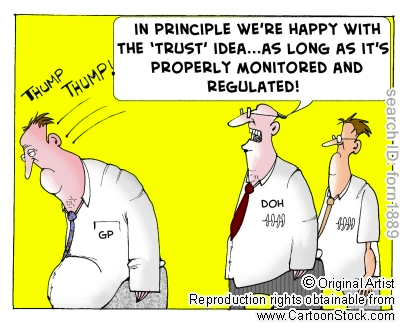 IN PRINCIPLE WE'RE HAPPY WITH
THE 'TRUST' IDEA...AS LONG AS IT'S
PROPERLY MONITORED AND
REGULATED!
THUMP
THUMP!
GP
DOH
search-ID: forn1889
© Original Artist
Reproduction rights obtainable from
www.CartoonStock.com